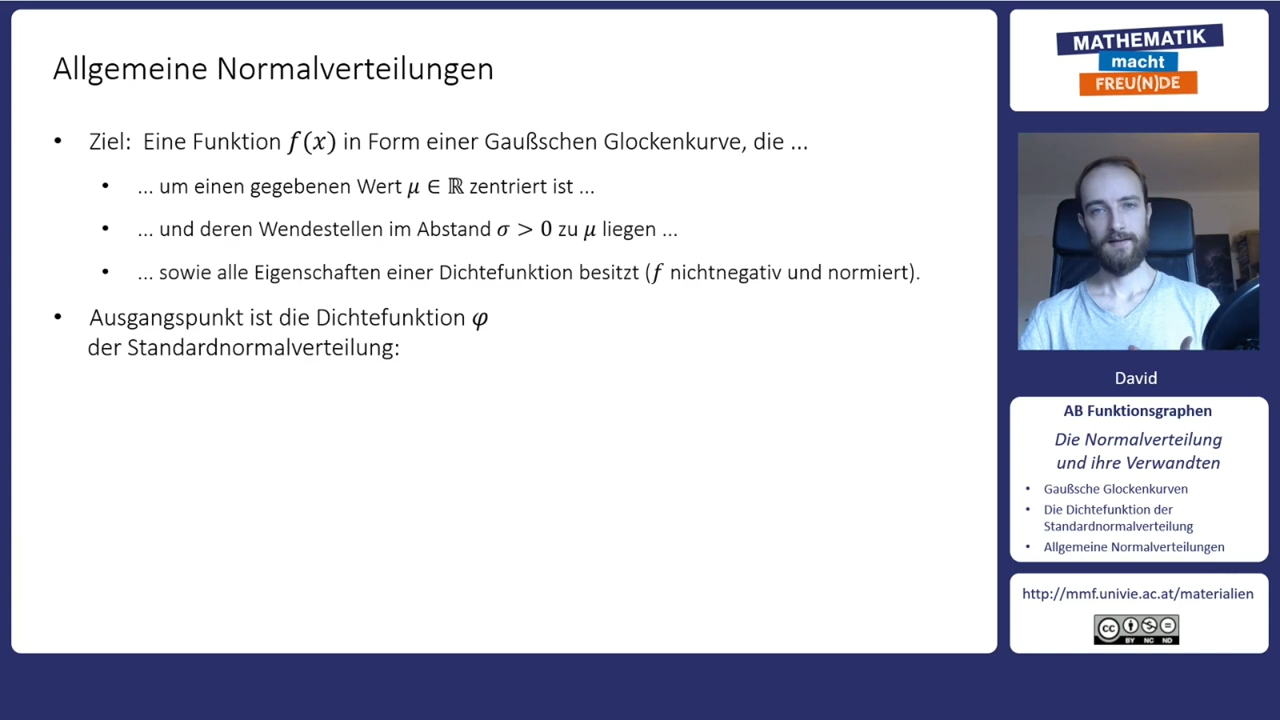 Allgemeine Normalverteilungen
• Ziel: Eine Funktion f(x) in Form einer Gaußschen Glockenkurve, die ...
• ... um einen gegebenen Wert μ ∈ ℝ zentriert ist ...
• ... und deren Wendestellen im Abstand σ > 0 zu μ liegen ...
• ... sowie alle Eigenschaften einer Dichtefunktion besitzt (f nichtnegativ und normiert).
• Ausgangspunkt ist die Dichtefunktion φ
der Standardnormalverteilung:
MATHEMATIK
macht
FREU(N)DE
David
AB Funktionsgraphen
Die Normalverteilung
und ihre Verwandten
• Gaußsche Glockenkurven
• Die Dichtefunktion der
Standardnormalverteilung
• Allgemeine Normalverteilungen
http://mmf.univie.ac.at/materialien
CC BY NC ND